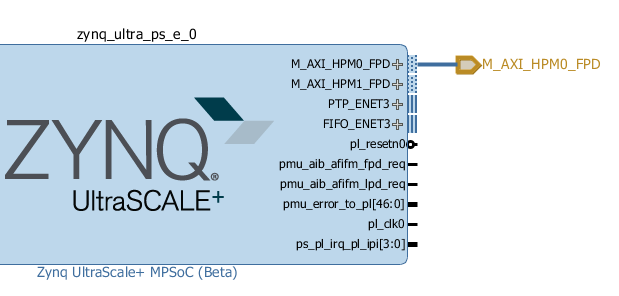 zynq_ultra_ps_e_0
M_AXI_HPM0_FPD
M_AXI_HPM0_FPD
M_AXI_HPM1_FPD
PTP_ENET3
FIFO_ENET3
pl_resetn0
ZYNQ®
UltraSCALE+
pmu_aib_afifm_fpd_req
pmu_aib_afifm_lpd_req
pmu_error_to_pl[46:0]
pl_clk0
ps_pl_irq_pl_ipi[3:0]
Zynq UltraScale+ MPSoC (Beta)